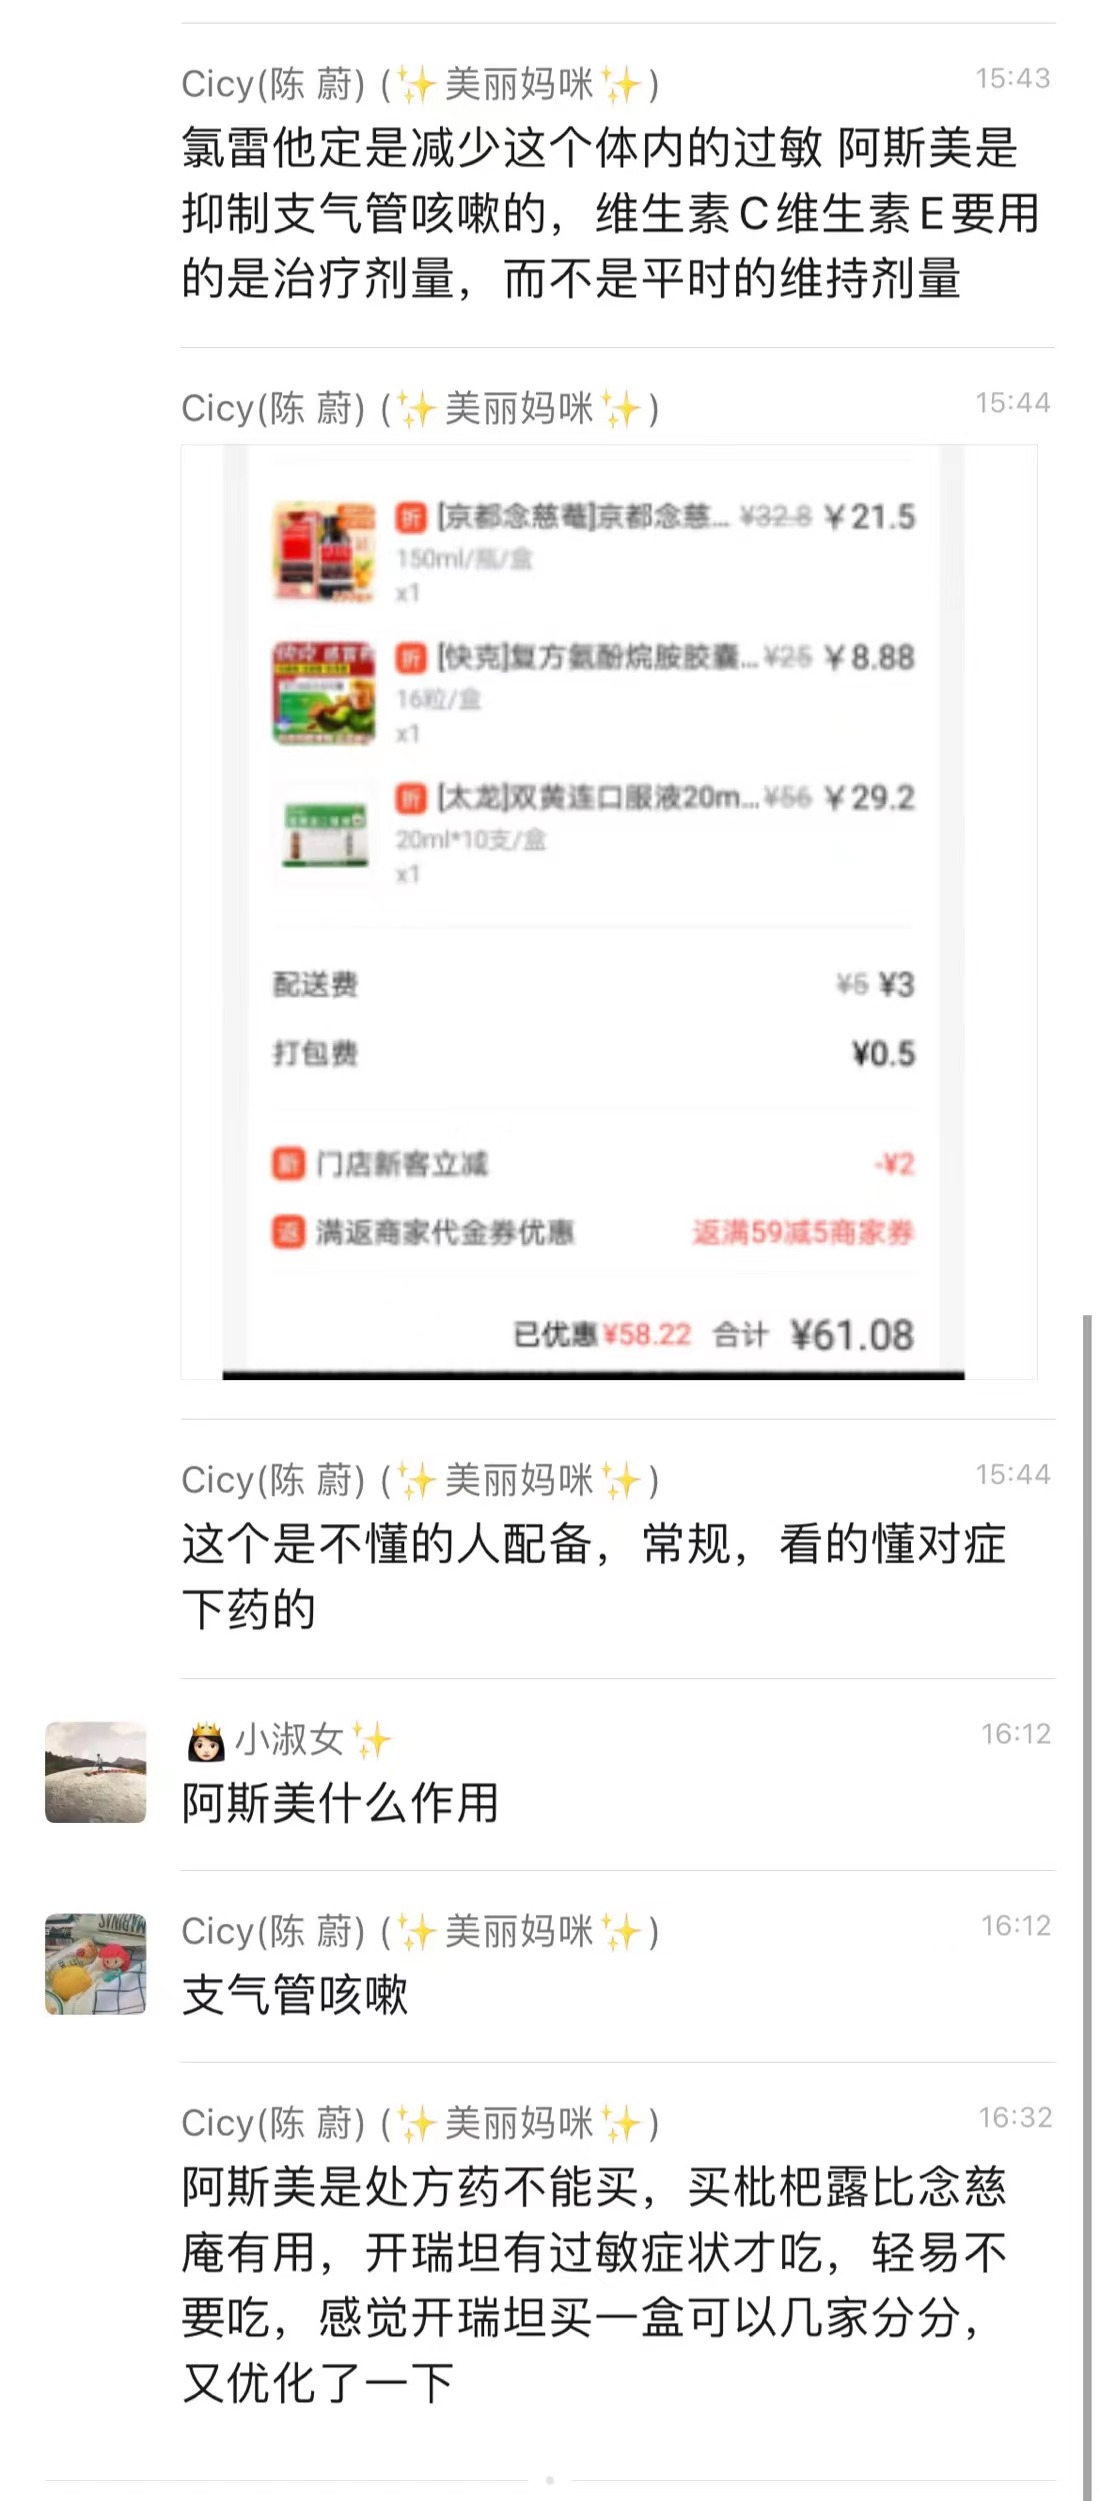 Cicy(陈 蔚) (✨美丽妈咪✨) 15:43
氯雷他定是减少这个体内的过敏 阿斯美是
抑制支气管咳嗽的，维生素C维生素E要用
的是治疗剂量，而不是平时的维持剂量
Cicy(陈 蔚) (✨美丽妈咪✨) 15:44
折 [京都念慈菴]京都念慈... ¥32.8 ¥21.5
150ml/瓶/盒
x1
折 [快克]复方氨酚烷胺胶囊... ¥25 ¥8.88
16粒/盒
x1
折 [太龙]双黄连口服液20m... ¥56 ¥29.2
20ml*10支/盒
x1
配送费 ¥5 ¥3
打包费 ¥0.5
新 门店新客立减 -¥2
返 满返商家代金券优惠 返满59减5商家券
已优惠¥58.22 合计 ¥61.08
Cicy(陈 蔚) (✨美丽妈咪✨) 15:44
这个是不懂的人配备，常规，看的懂对症
下药的
👸🏻小淑女✨ 16:12
阿斯美什么作用
Cicy(陈 蔚) (✨美丽妈咪✨) 16:12
支气管咳嗽
Cicy(陈 蔚) (✨美丽妈咪✨) 16:32
阿斯美是处方药不能买，买枇杷露比念慈
庵有用，开瑞坦有过敏症状才吃，轻易不
要吃，感觉开瑞坦买一盒可以几家分分，
又优化了一下